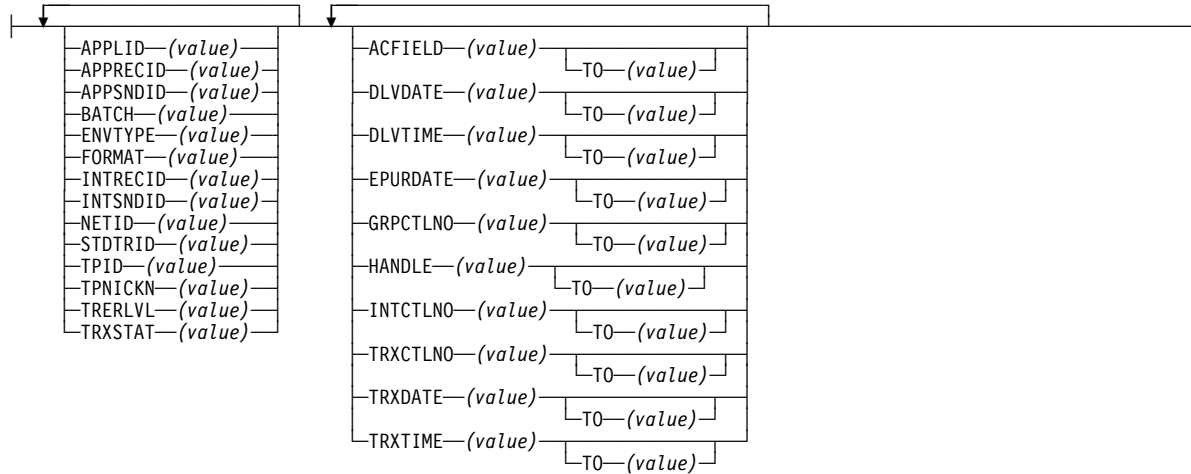 APPLID (value)
APPRECID (value)
APPSNDID (value)
BATCH (value)
ENVTYPE (value)
FORMAT (value)
INTRECID (value)
INTSNDID (value)
NETID (value)
STDTRID (value)
TPID (value)
TPNICKN (value)
TRERLVL (value)
TRXSTAT (value)
ACFIELD (value)
TO (value)
DLVDATE (value)
TO (value)
DLVTIME (value)
TO (value)
EPURDATE (value)
TO (value)
GRPCTLNO (value)
TO (value)
HANDLE (value)
TO (value)
INTCTLNO (value)
TO (value)
TRXCTLNO (value)
TO (value)
TRXDATE (value)
TO (value)
TRXTIME (value)
TO (value)